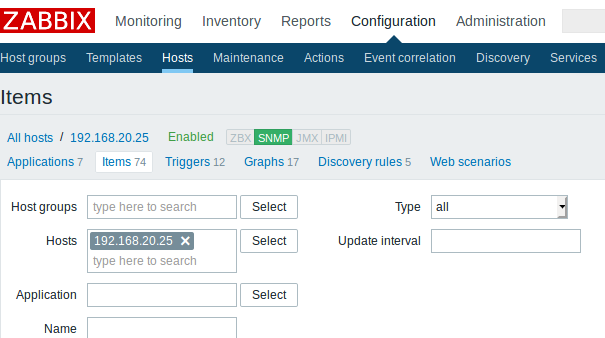 ZABBIX Monitoring Inventory Reports Configuration Administration
Host groups Templates Hosts Maintenance Actions Event correlation Discovery Services
Items
All hosts / 192.168.20.25 Enabled ZBX SNMP JMX IPMI
Applications 7 Items 74 Triggers 12 Graphs 17 Discovery rules 5 Web scenarios
Host groups type here to search Select Type all
Hosts 192.168.20.25 × Select Update interval
type here to search
Application Select
Name